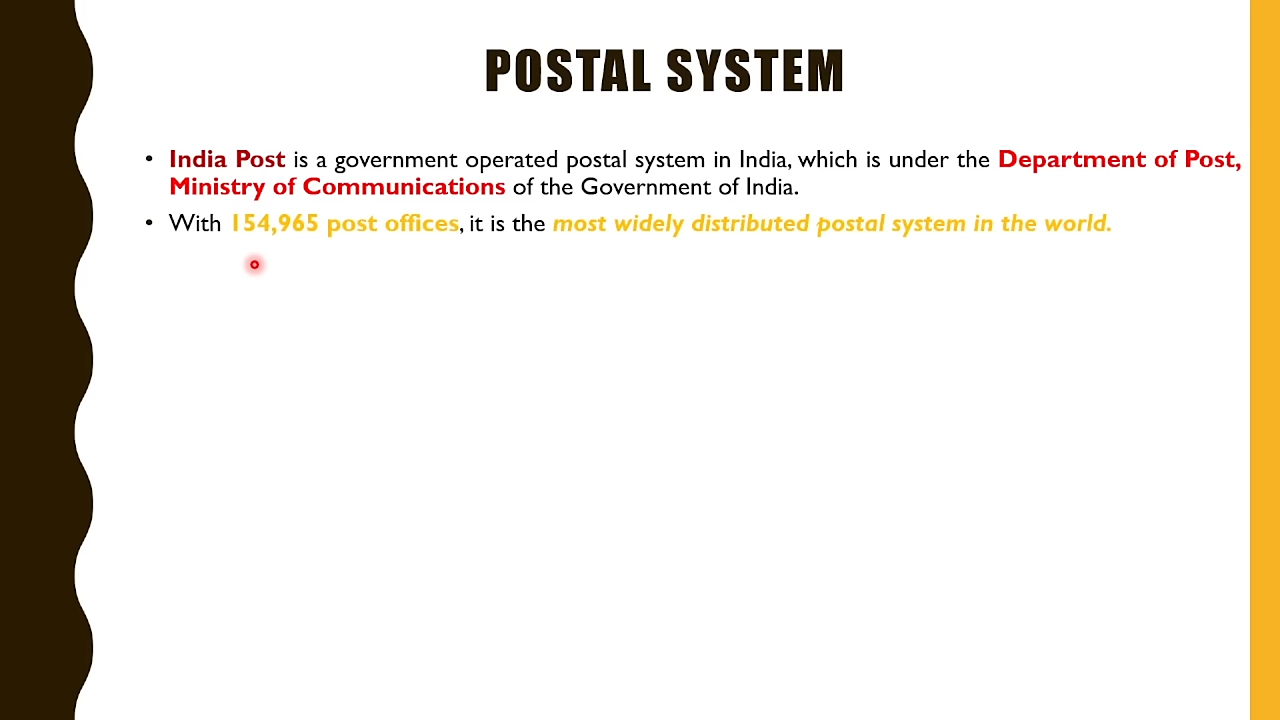 POSTAL SYSTEM
• India Post is a government operated postal system in India, which is under the Department of Post,
Ministry of Communications of the Government of India.
• With 154,965 post offices, it is the most widely distributed postal system in the world.